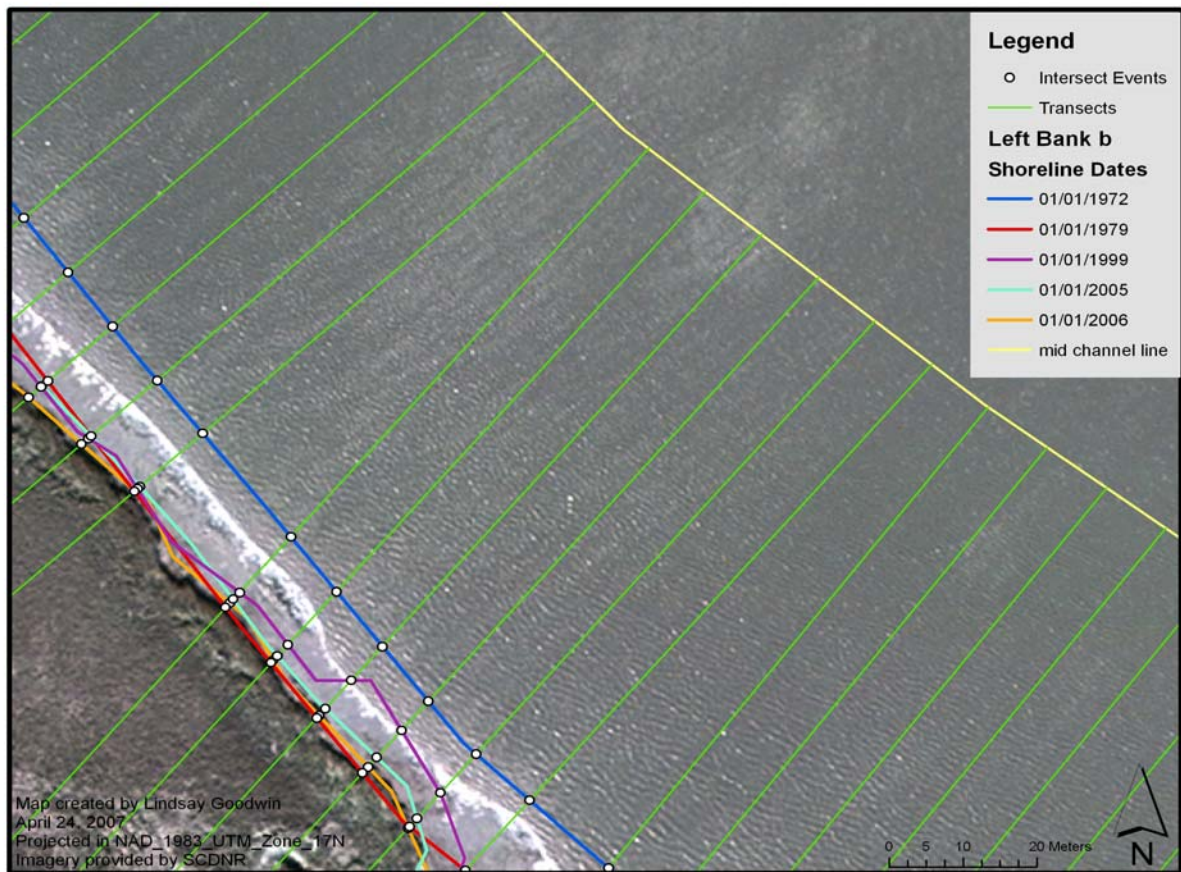 Legend
Intersect Events
Transects
Left Bank b
Shoreline Dates
01/01/1972
01/01/1979
01/01/1999
01/01/2005
01/01/2006
mid channel line
Map created by Lindsay Goodwin
April 24, 2007
Projected in NAD_1983_UTM_Zone_17N
Imagery provided by SCDNR
0 5 10 20 Meters
N